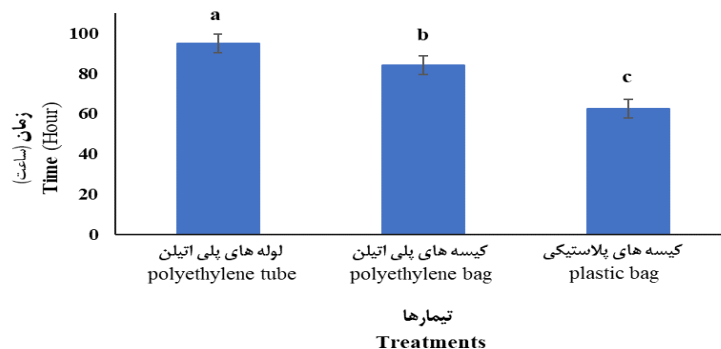 100
80
60
40
20
0
زمان (ساعت)
Time (Hour)
a
b
c
لوله های پلی اتیلن
polyethylene tube
کیسه های پلی اتیلن
polyethylene bag
کیسه های پلاستیکی
plastic bag
تیمارها
Treatments